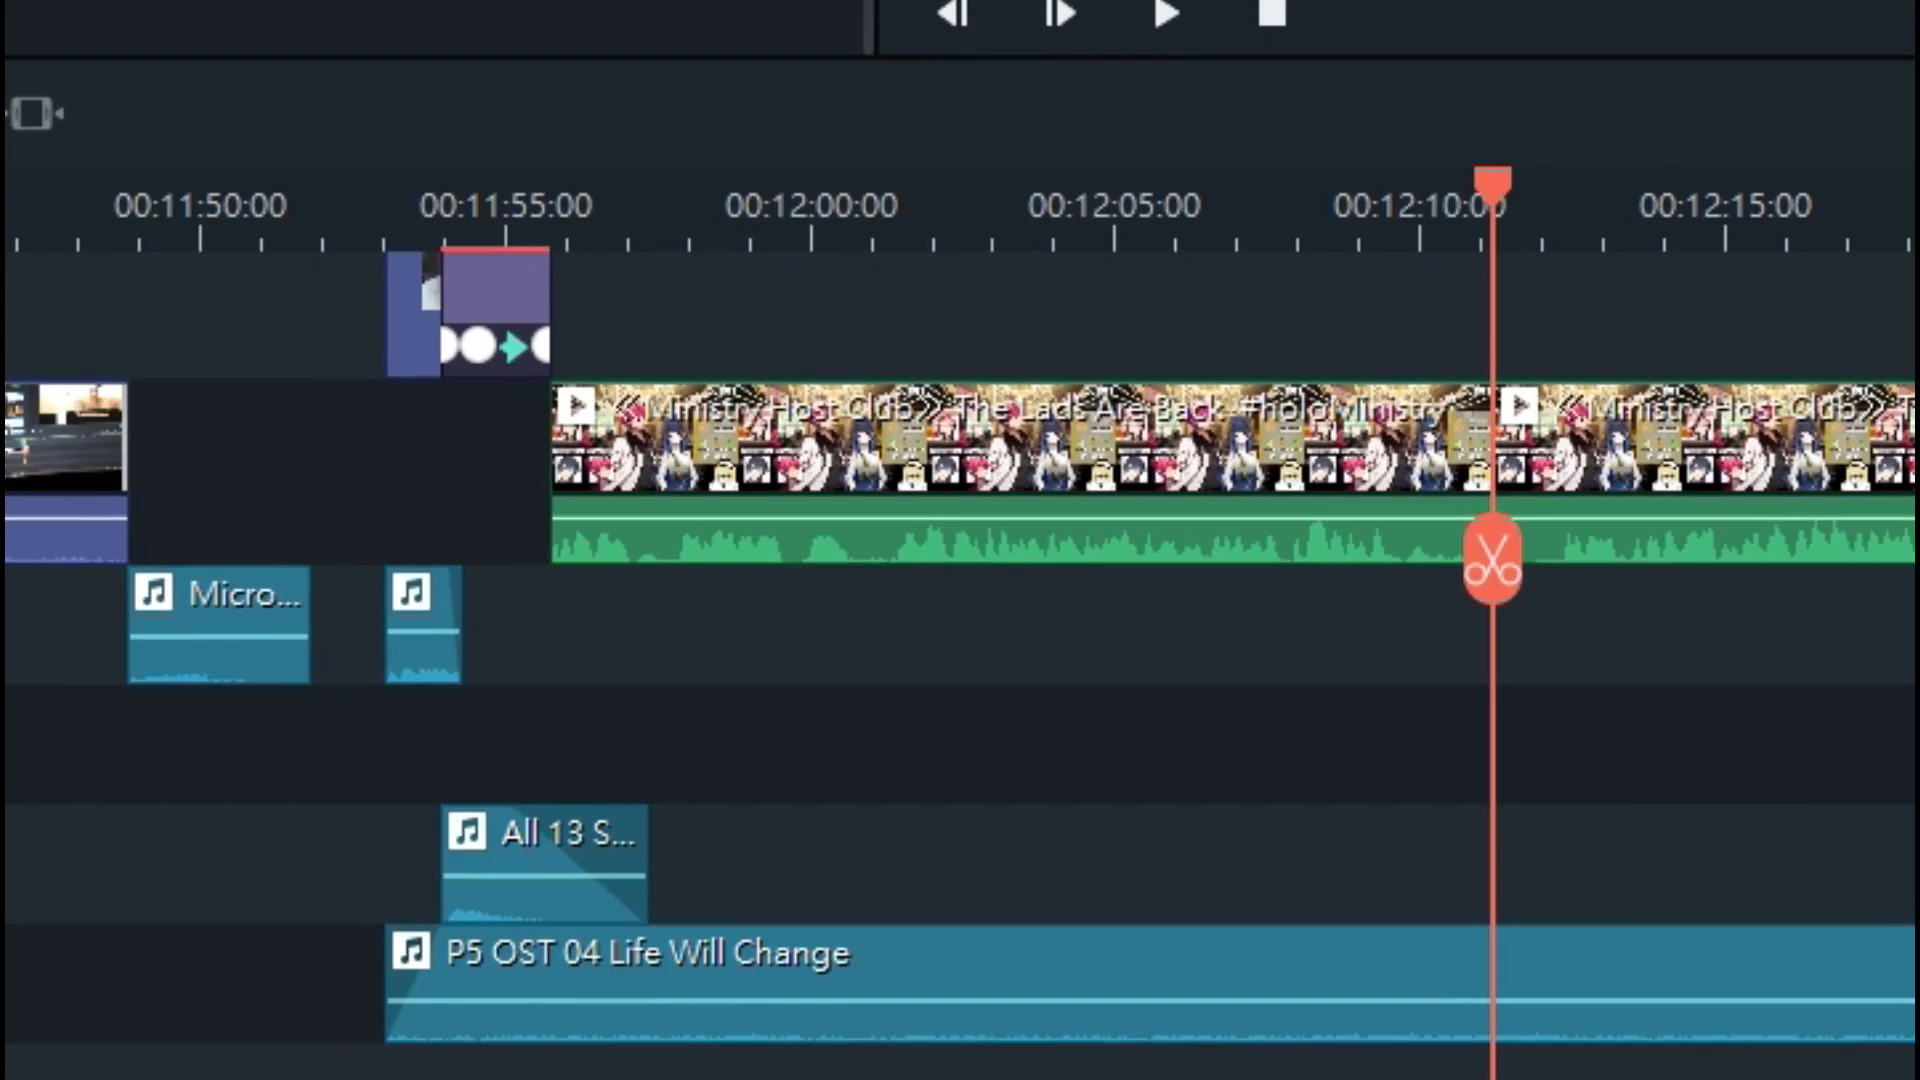 00:11:50:00 00:11:55:00 00:12:00:00 00:12:05:00 00:12:10:00 00:12:15:00
《Ministry Host Club》 The Lads Are Back #holoMinistry
《Ministry Host Club》 T
Micro...
All 13 S...
P5 OST 04 Life Will Change